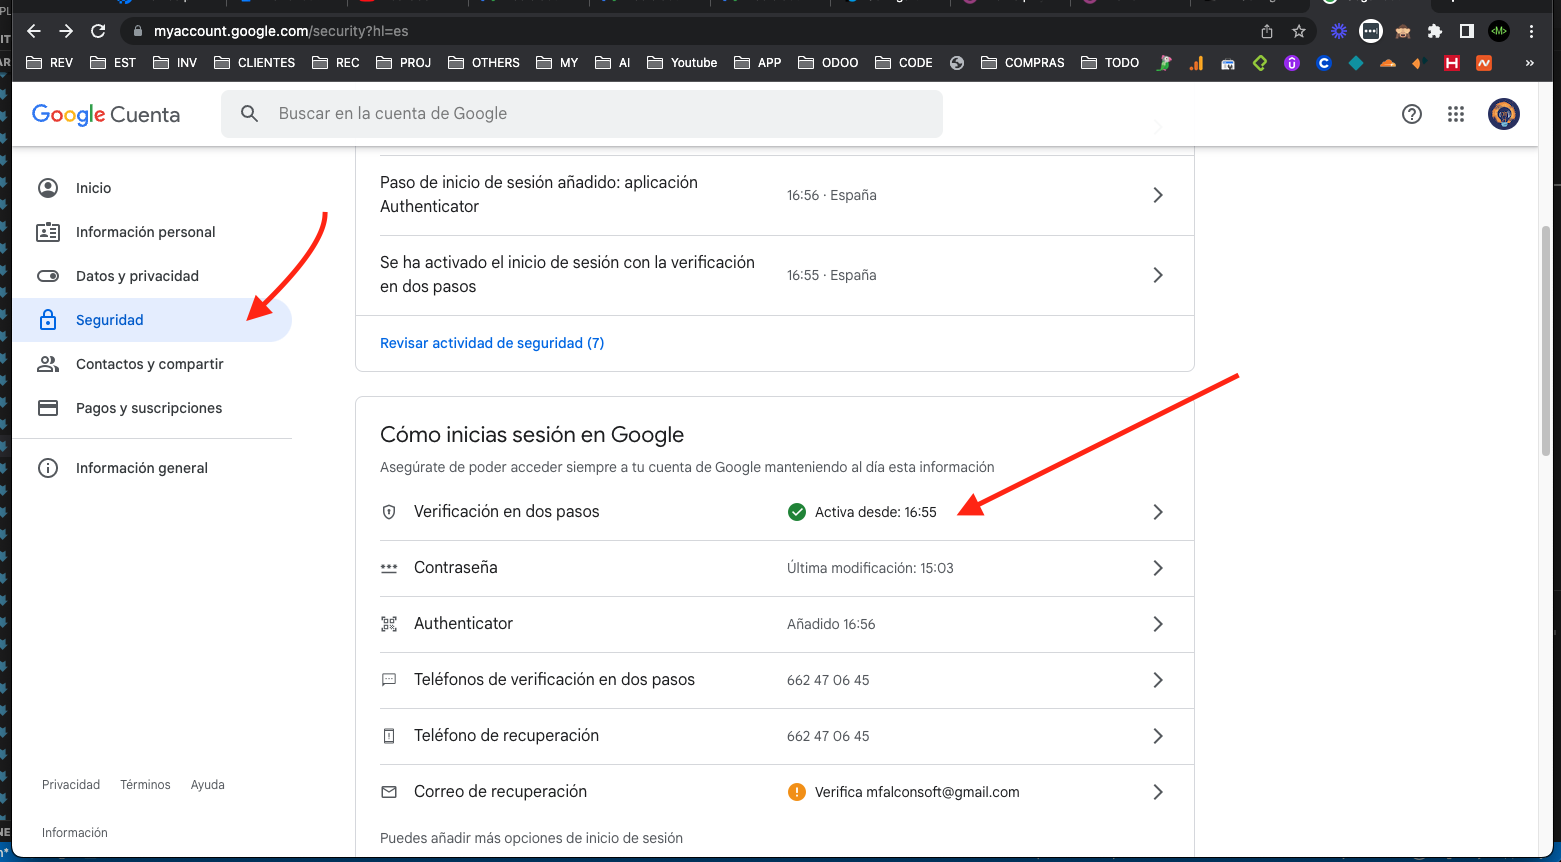 myaccount.google.com/security?hl=es
REV EST INV CLIENTES REC PROJ OTHERS MY AI Youtube APP ODOO CODE COMPRAS TODO »
Google Cuenta
Buscar en la cuenta de Google
Inicio
Información personal
Datos y privacidad
Seguridad
Contactos y compartir
Pagos y suscripciones
Información general
Privacidad Términos Ayuda
Información
Paso de inicio de sesión añadido: aplicación
Authenticator
16:56 · España
Se ha activado el inicio de sesión con la verificación
en dos pasos
16:55 · España
Revisar actividad de seguridad (7)
Cómo inicias sesión en Google
Asegúrate de poder acceder siempre a tu cuenta de Google manteniendo al día esta información
Verificación en dos pasos Activa desde: 16:55
Contraseña Última modificación: 15:03
Authenticator Añadido 16:56
Teléfonos de verificación en dos pasos 662 47 06 45
Teléfono de recuperación 662 47 06 45
Correo de recuperación Verifica mfalconsoft@gmail.com
Puedes añadir más opciones de inicio de sesión